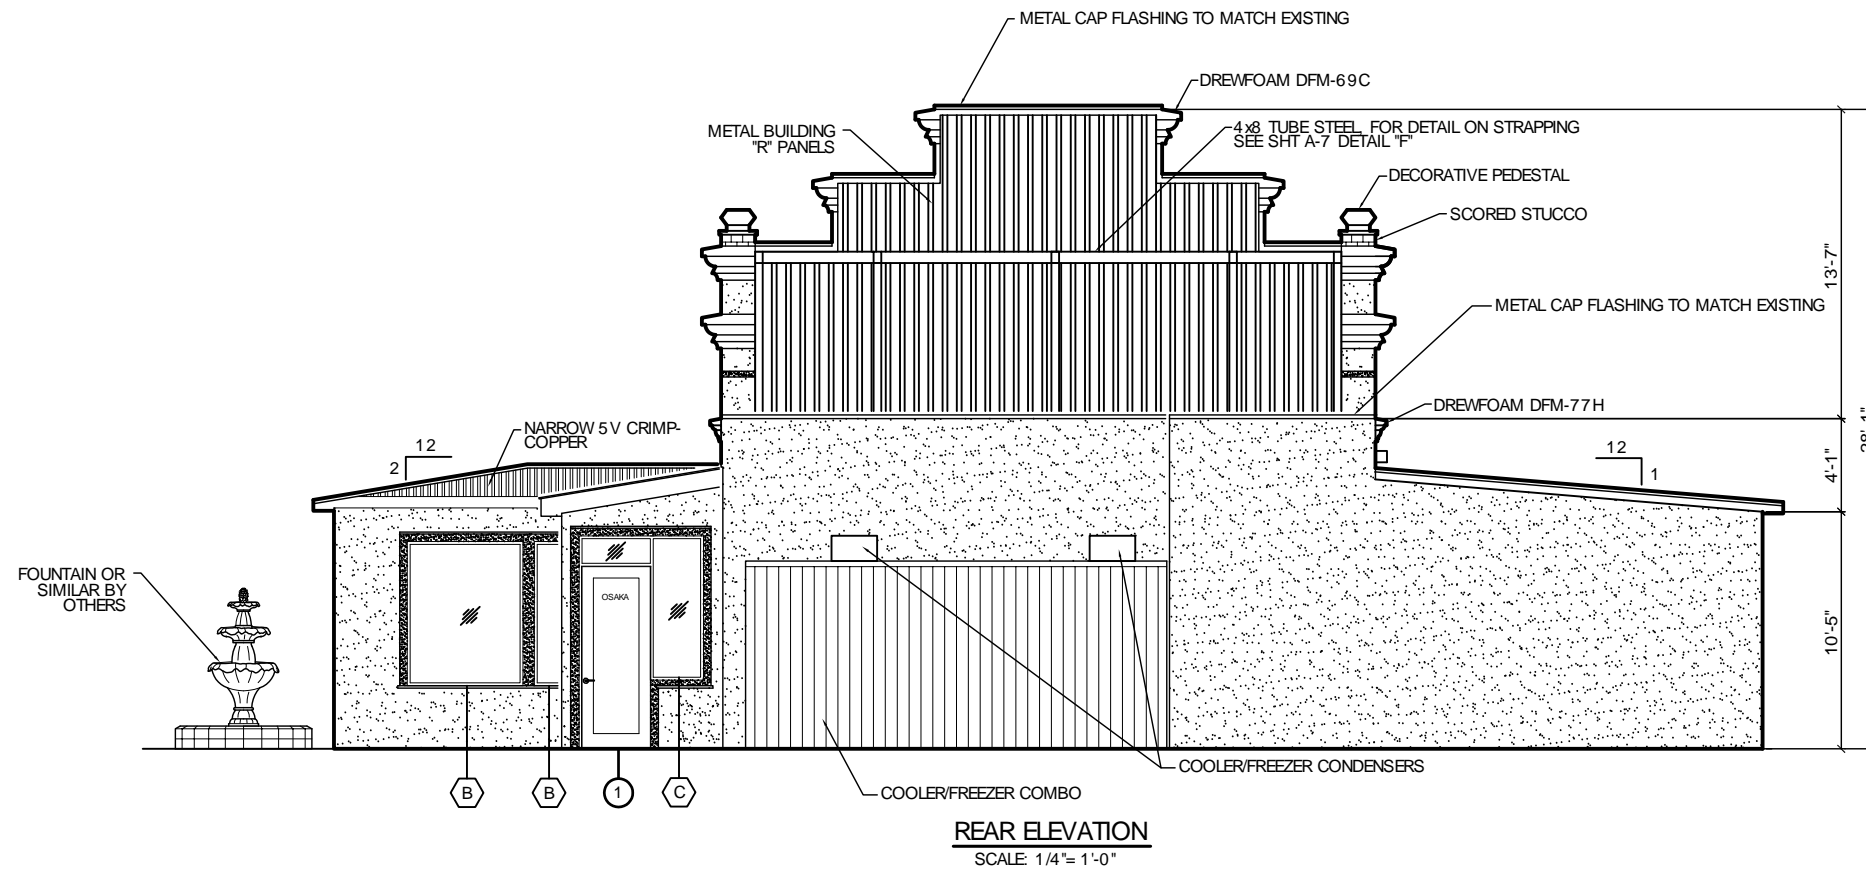 METAL CAP FLASHING TO MATCH EXISTING
DREWFOAM DFM-69C
METAL BUILDING
"R" PANELS
4x8 TUBE STEEL, FOR DETAIL ON STRAPPING
SEE SHT A-7 DETAIL "F"
DECORATIVE PEDESTAL
SCORED STUCCO
13'-7"
METAL CAP FLASHING TO MATCH EXISTING
DREWFOAM DFM-77H
NARROW 5V CRIMP-
COPPER
12
2
12
1
4'-1"
10'-5"
FOUNTAIN OR
SIMILAR BY
OTHERS
OSAKA
B
B
1
C
COOLER/FREEZER CONDENSERS
COOLER/FREEZER COMBO
REAR ELEVATION
SCALE: 1/4"= 1'-0"